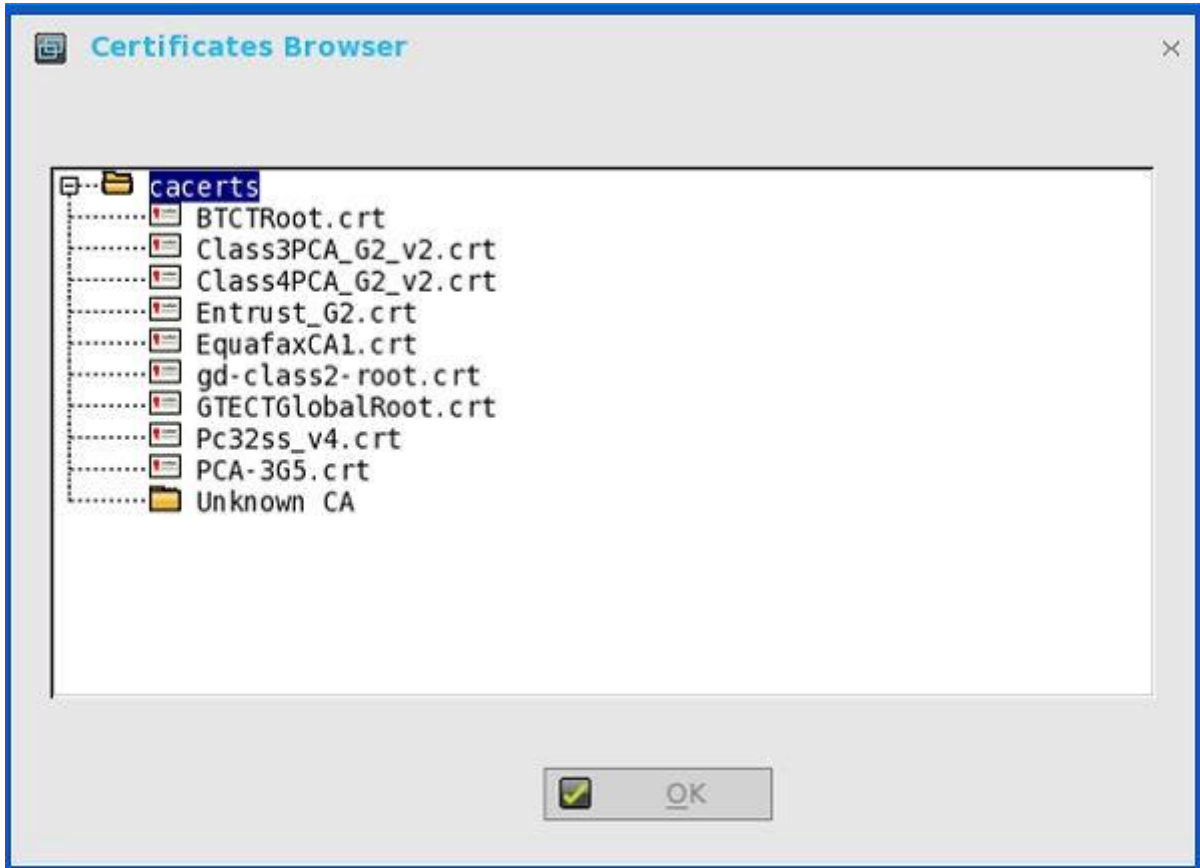 Certificates Browser
cacerts
BTCTRoot.crt
Class3PCA_G2_v2.crt
Class4PCA_G2_v2.crt
Entrust_G2.crt
EquafaxCA1.crt
gd-class2-root.crt
GTECTGlobalRoot.crt
Pc32ss_v4.crt
PCA-3G5.crt
Unknown CA
OK